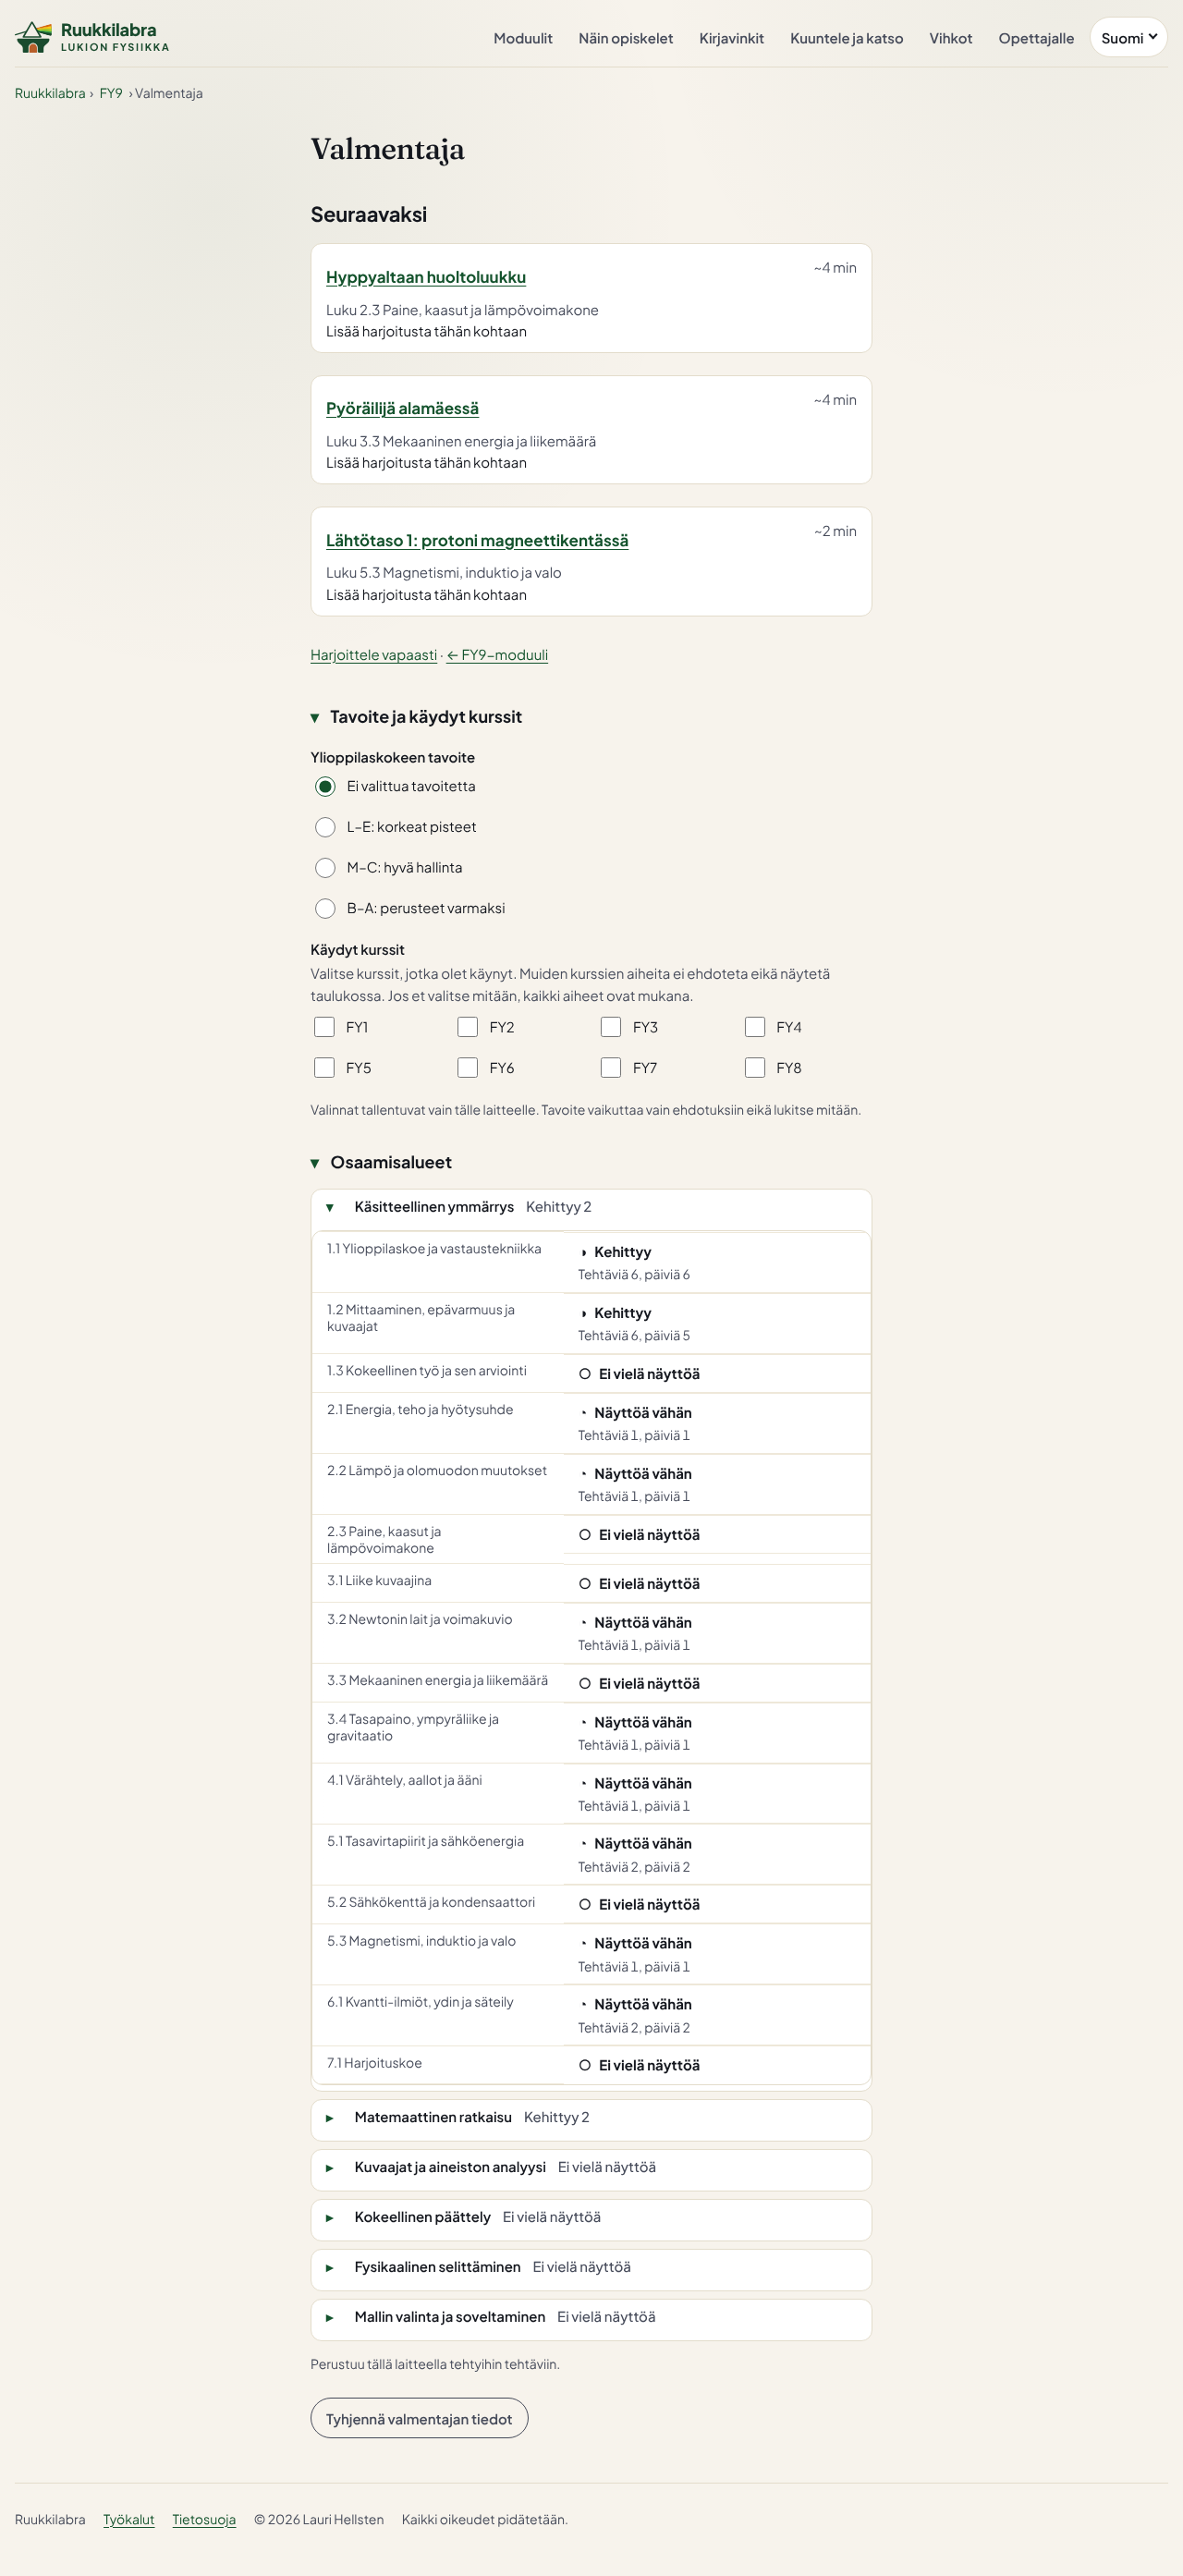 Ruukkilabra
LUKION FYSIIKKA
Moduulit Näin opiskelet Kirjavinkit Kuuntele ja katso Vihkot Opettajalle Suomi
Ruukkilabra › FY9 › Valmentaja
Valmentaja
Seuraavaksi
Hyppyaltaan huoltoluukku ~4 min
Luku 2.3 Paine, kaasut ja lämpövoimakone
Lisää harjoitusta tähän kohtaan
Pyöräilijä alamäessä ~4 min
Luku 3.3 Mekaaninen energia ja liikemäärä
Lisää harjoitusta tähän kohtaan
Lähtötaso 1: protoni magneettikentässä ~2 min
Luku 5.3 Magnetismi, induktio ja valo
Lisää harjoitusta tähän kohtaan
Harjoittele vapaasti · ← FY9-moduuli
▾ Tavoite ja käydyt kurssit
Ylioppilaskokeen tavoite
Ei valittua tavoitetta
L–E: korkeat pisteet
M–C: hyvä hallinta
B–A: perusteet varmaksi
Käydyt kurssit
Valitse kurssit, jotka olet käynyt. Muiden kurssien aiheita ei ehdoteta eikä näytetä
taulukossa. Jos et valitse mitään, kaikki aiheet ovat mukana.
FY1 FY2 FY3 FY4
FY5 FY6 FY7 FY8
Valinnat tallentuvat vain tälle laitteelle. Tavoite vaikuttaa vain ehdotuksiin eikä lukitse mitään.
▾ Osaamisalueet
▾ Käsitteellinen ymmärrys Kehittyy 2
1.1 Ylioppilaskoe ja vastaustekniikka
Kehittyy
Tehtäviä 6, päiviä 6
1.2 Mittaaminen, epävarmuus ja
kuvaajat
Kehittyy
Tehtäviä 6, päiviä 5
1.3 Kokeellinen työ ja sen arviointi
Ei vielä näyttöä
2.1 Energia, teho ja hyötysuhde
Näyttöä vähän
Tehtäviä 1, päiviä 1
2.2 Lämpö ja olomuodon muutokset
Näyttöä vähän
Tehtäviä 1, päiviä 1
2.3 Paine, kaasut ja
lämpövoimakone
Ei vielä näyttöä
3.1 Liike kuvaajina
Ei vielä näyttöä
3.2 Newtonin lait ja voimakuvio
Näyttöä vähän
Tehtäviä 1, päiviä 1
3.3 Mekaaninen energia ja liikemäärä
Ei vielä näyttöä
3.4 Tasapaino, ympyräliike ja
gravitaatio
Näyttöä vähän
Tehtäviä 1, päiviä 1
4.1 Värähtely, aallot ja ääni
Näyttöä vähän
Tehtäviä 1, päiviä 1
5.1 Tasavirtapiirit ja sähköenergia
Näyttöä vähän
Tehtäviä 2, päiviä 2
5.2 Sähkökenttä ja kondensaattori
Ei vielä näyttöä
5.3 Magnetismi, induktio ja valo
Näyttöä vähän
Tehtäviä 1, päiviä 1
6.1 Kvantti-ilmiöt, ydin ja säteily
Näyttöä vähän
Tehtäviä 2, päiviä 2
7.1 Harjoituskoe
Ei vielä näyttöä
▸ Matemaattinen ratkaisu Kehittyy 2
▸ Kuvaajat ja aineiston analyysi Ei vielä näyttöä
▸ Kokeellinen päättely Ei vielä näyttöä
▸ Fysikaalinen selittäminen Ei vielä näyttöä
▸ Mallin valinta ja soveltaminen Ei vielä näyttöä
Perustuu tällä laitteella tehtyihin tehtäviin.
Tyhjennä valmentajan tiedot
Ruukkilabra Työkalut Tietosuoja © 2026 Lauri Hellsten Kaikki oikeudet pidätetään.